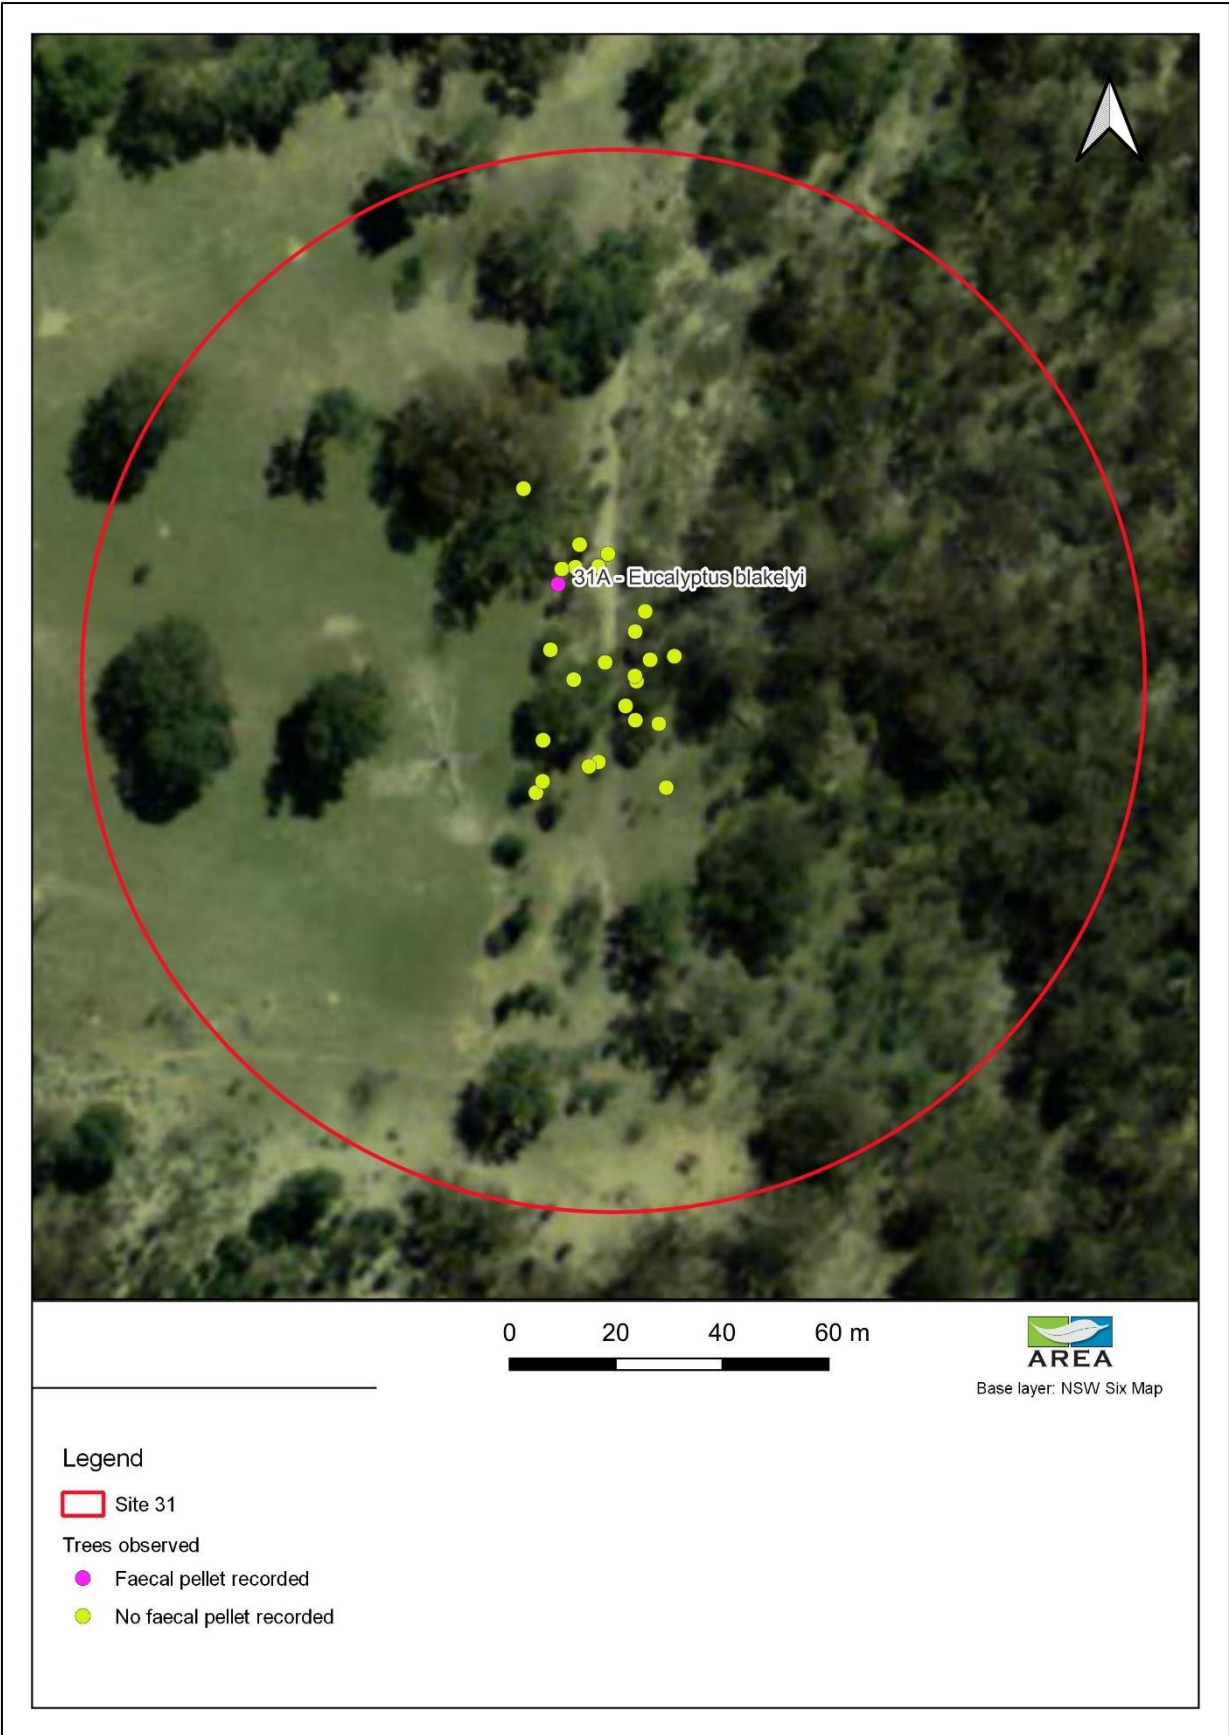 31A - Eucalyptus blakelyi
0 20 40 60 m
AREA
Base layer: NSW Six Map
Legend
Site 31
Trees observed
Faecal pellet recorded
No faecal pellet recorded